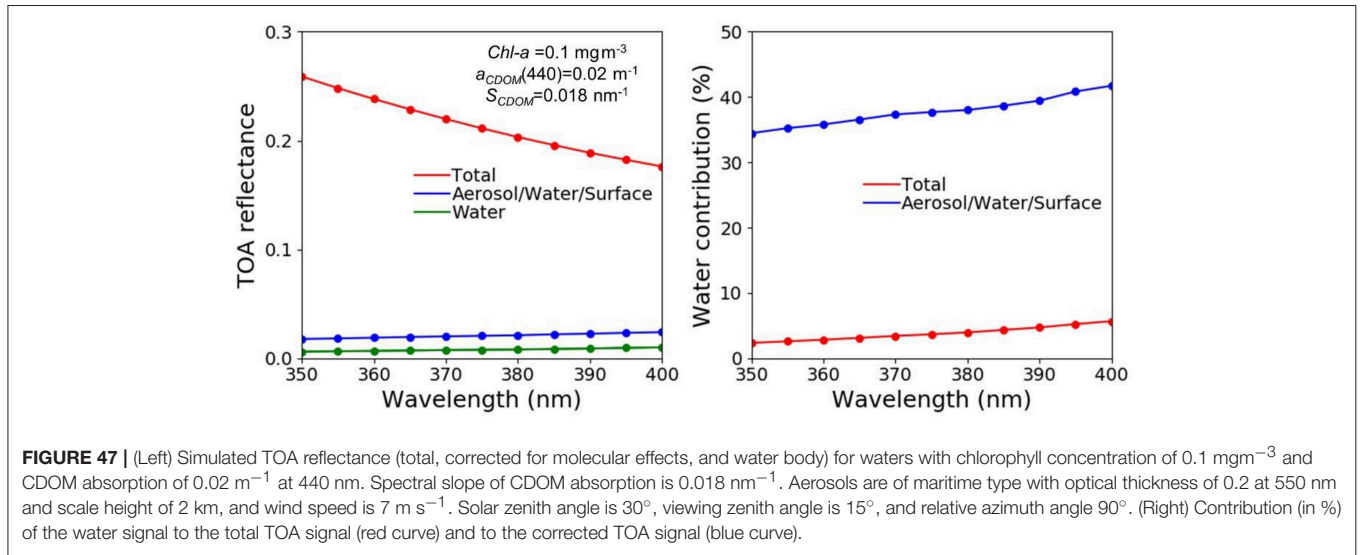 0.3
0.2
0.1
0.0
TOA reflectance
Chl-a =0.1 mgm-3
aCDOM(440)=0.02 m-1
SCDOM=0.018 nm-1
Total
Aerosol/Water/Surface
Water
350 360 370 380 390 400
Wavelength (nm)
50
40
30
20
10
0
Water contribution (%)
Total
Aerosol/Water/Surface
350 360 370 380 390 400
Wavelength (nm)
FIGURE 47 | (Left) Simulated TOA reflectance (total, corrected for molecular effects, and water body) for waters with chlorophyll concentration of 0.1 mgm−3 and
CDOM absorption of 0.02 m−1 at 440 nm. Spectral slope of CDOM absorption is 0.018 nm−1. Aerosols are of maritime type with optical thickness of 0.2 at 550 nm
and scale height of 2 km, and wind speed is 7 m s−1. Solar zenith angle is 30°, viewing zenith angle is 15°, and relative azimuth angle 90°. (Right) Contribution (in %)
of the water signal to the total TOA signal (red curve) and to the corrected TOA signal (blue curve).